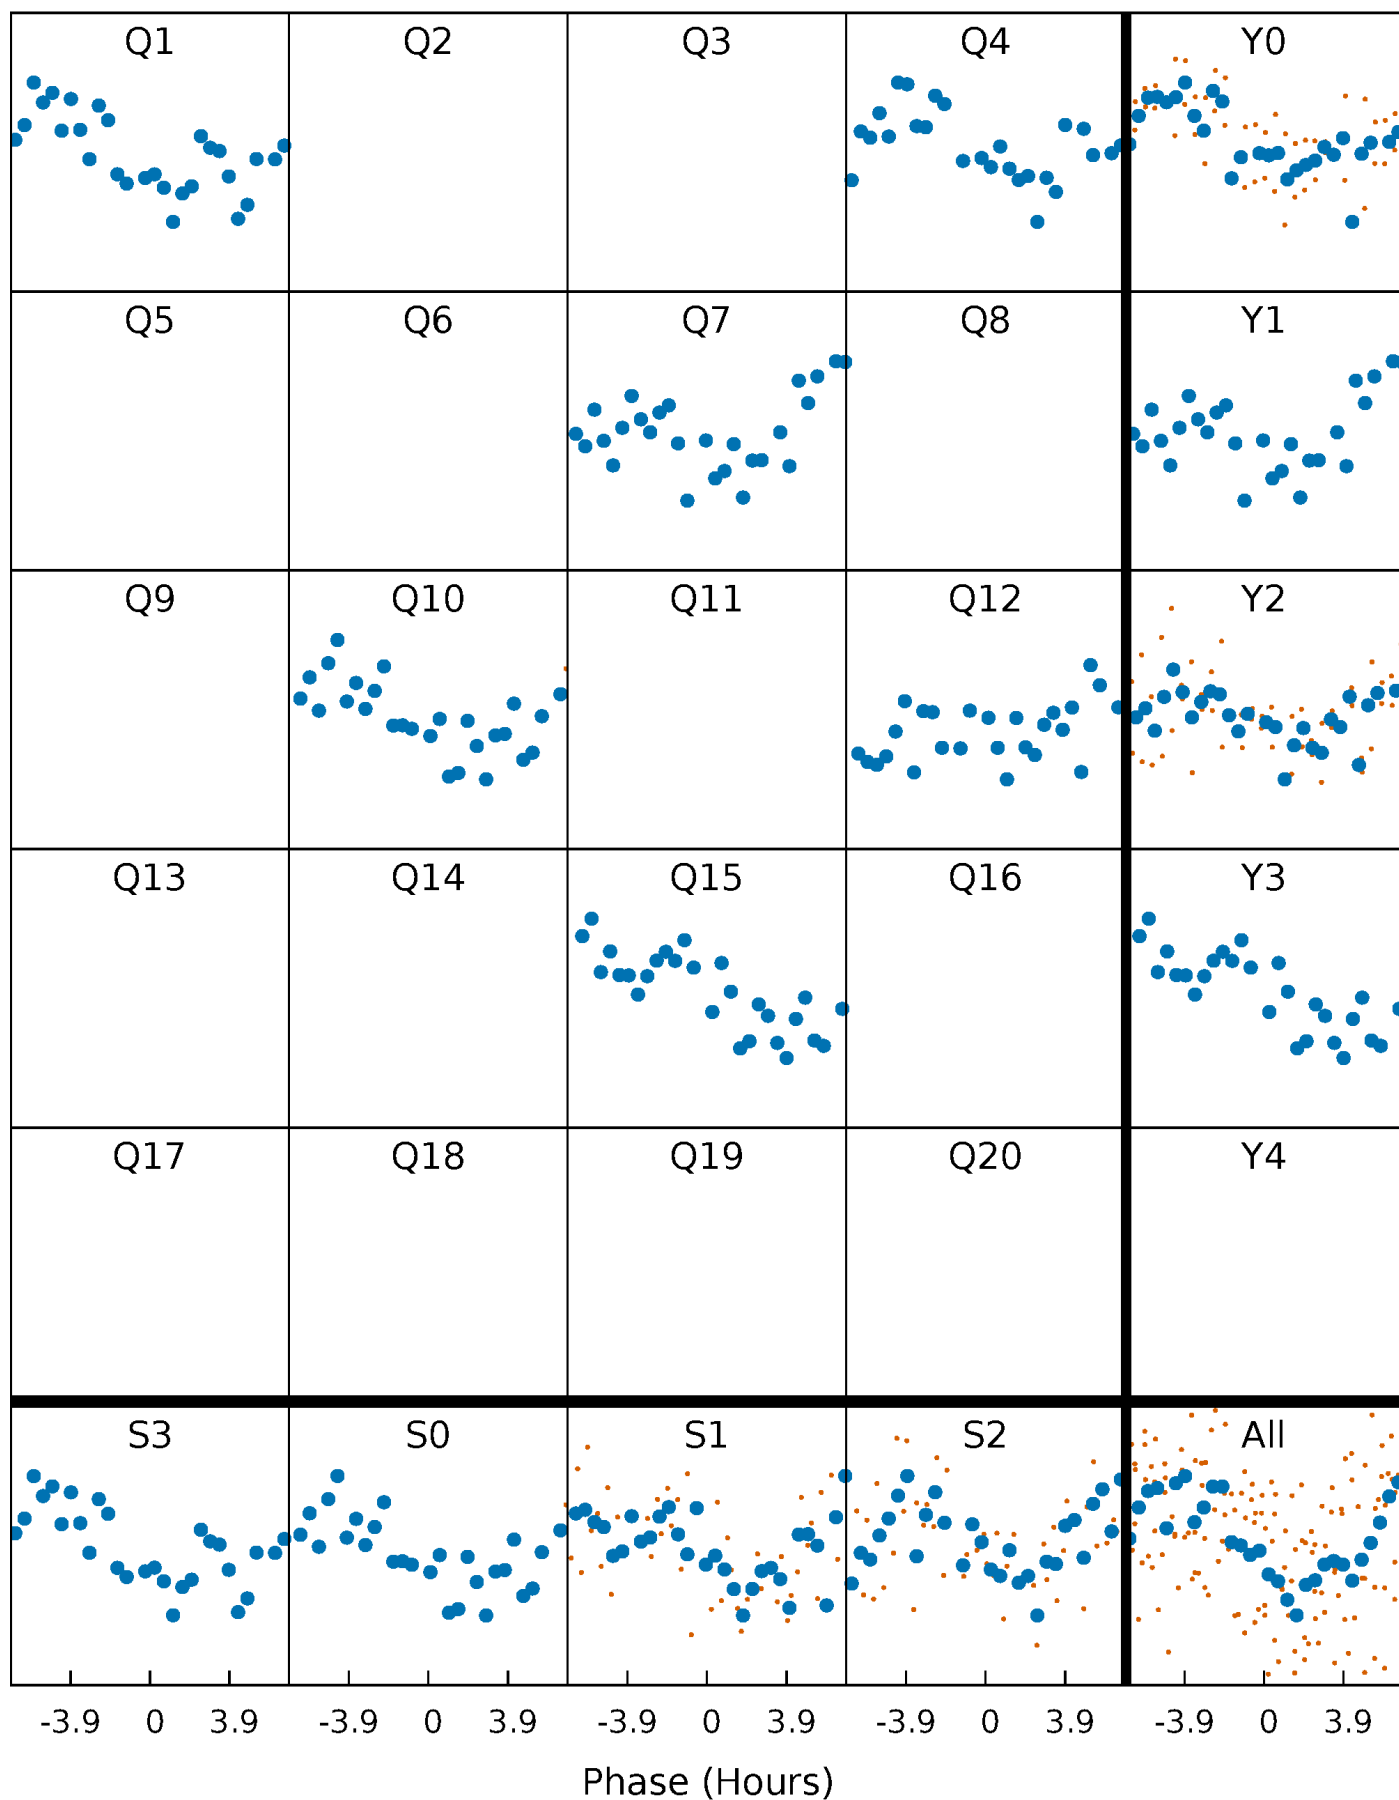 Q1 Q2 Q3 Q4 Y0
Q5 Q6 Q7 Q8 Y1
Q9 Q10 Q11 Q12 Y2
Q13 Q14 Q15 Q16 Y3
Q17 Q18 Q19 Q20 Y4
S3 S0 S1 S2 All
-3.9 0 3.9 -3.9 0 3.9 -3.9 0 3.9 -3.9 0 3.9 -3.9 0 3.9
Phase (Hours)